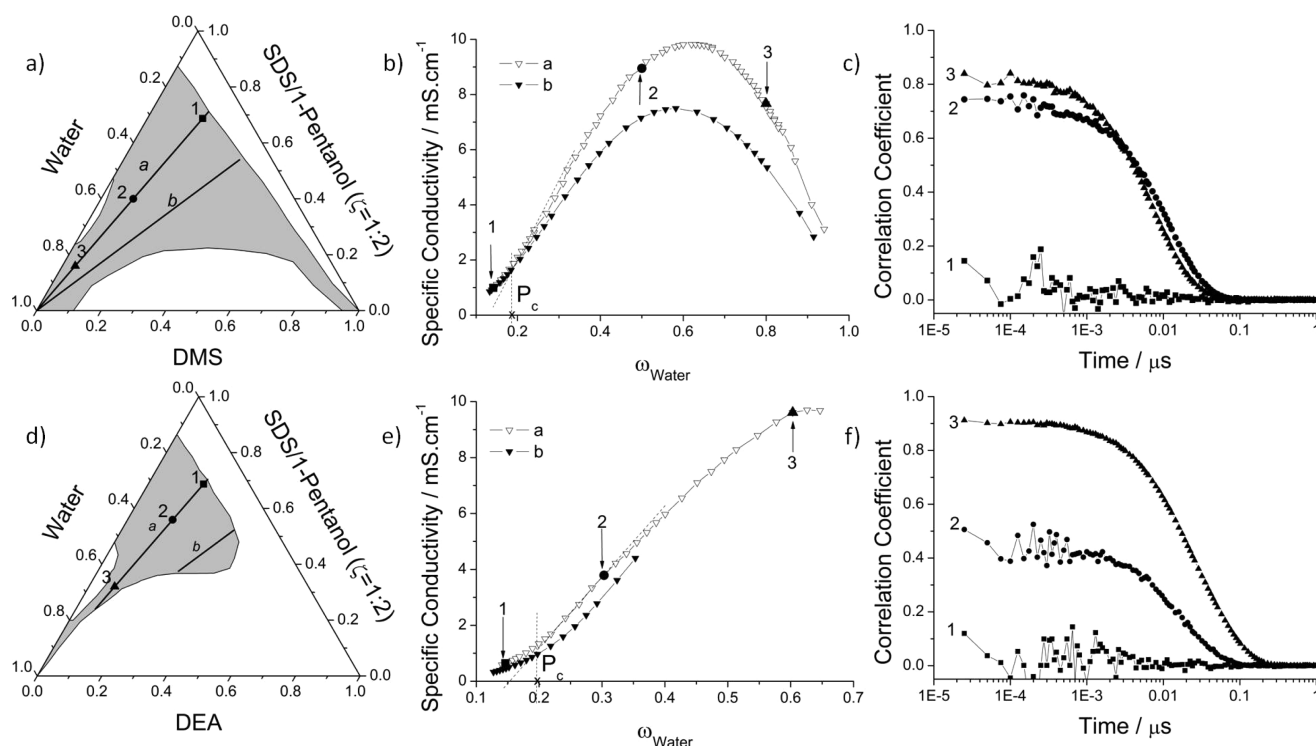 a)
0.0
1.0
0.2
0.8
0.4
0.6
0.6
0.4
0.8
0.2
1.0
0.0
0.0
0.2
0.4
0.6
0.8
1.0
Water
SDS/1-Pentanol (ζ=1:2)
DMS
1
a
2
b
3
b)
10
8
6
4
2
0
0.2
0.4
0.6
0.8
1.0
Specific Conductivity / mS.cm⁻¹
ωWater
a
b
1
2
3
Pc
c)
1.0
0.8
0.6
0.4
0.2
0.0
1E-5
1E-4
1E-3
0.01
0.1
1
Correlation Coefficient
Time / μs
3
2
1
d)
0.0
1.0
0.2
0.8
0.4
0.6
0.6
0.4
0.8
0.2
1.0
0.0
0.0
0.2
0.4
0.6
0.8
1.0
Water
SDS/1-Pentanol (ζ=1:2)
DEA
1
2
a
b
3
e)
10
8
6
4
2
0
0.1
0.2
0.3
0.4
0.5
0.6
0.7
Specific Conductivity / mS.cm⁻¹
ωWater
a
b
1
2
3
Pc
f)
1.0
0.8
0.6
0.4
0.2
0.0
1E-5
1E-4
1E-3
0.01
0.1
1
Correlation Coefficient
Time / μs
3
2
1